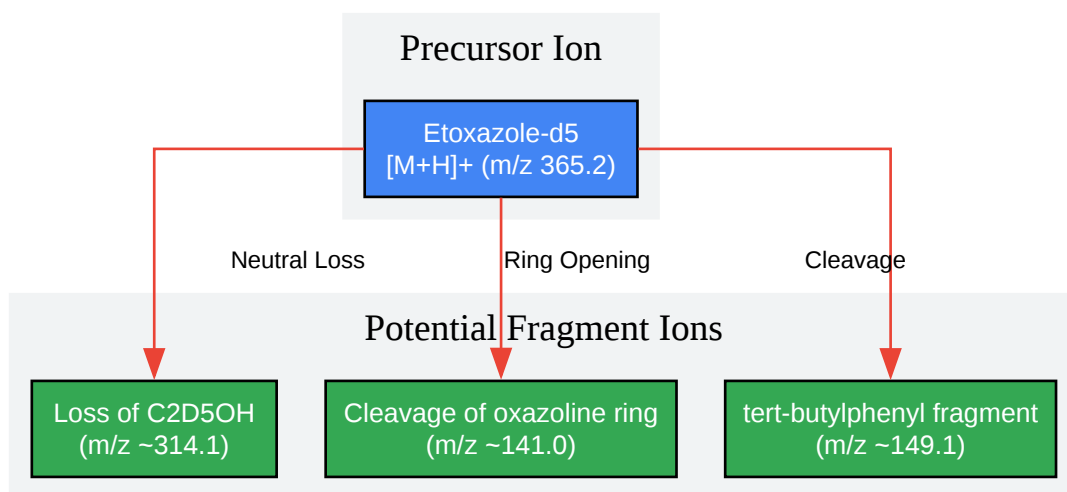 Precursor Ion
Etoxazole-d5
[M+H]+ (m/z 365.2)
Neutral Loss
Ring Opening
Cleavage
Potential Fragment Ions
Loss of C2D5OH
(m/z ~314.1)
Cleavage of oxazoline ring
(m/z ~141.0)
tert-butylphenyl fragment
(m/z ~149.1)